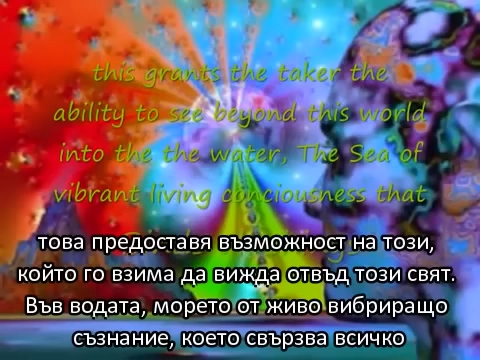 this grants the taker the
ability to see beyond this world
into the the water, The Sea of
vibrant living conciousness that
това предоставя възможност на този,
който го взима да вижда отвъд този свят.
Във водата, морето от живо вибриращо
съзнание, което свързва всичко